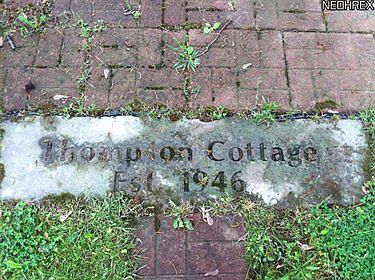 NEOHREX
Thompson Cottage
Est. 1946